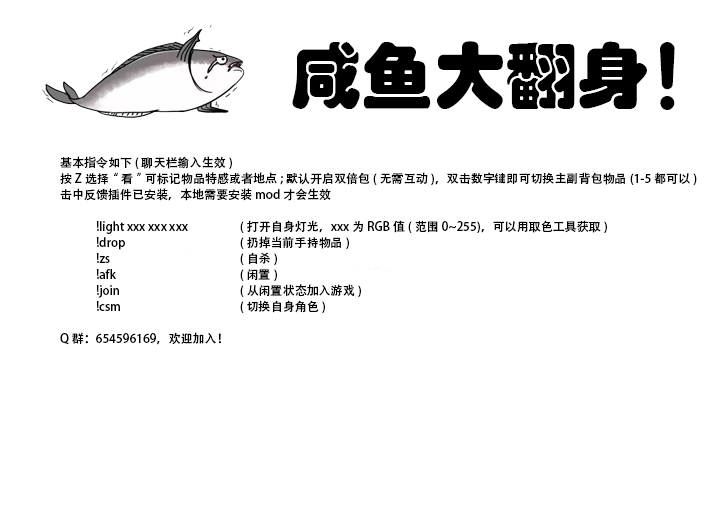 咸鱼大翻身！
基本指令如下 ( 聊天栏输入生效 )
按 Z 选择 “ 看 ” 可标记物品特感或者地点 ; 默认开启双倍包 ( 无需互动 )，双击数字键即可切换主副背包物品 (1-5 都可以 )
击中反馈插件已安装，本地需要安装 mod 才会生效
!light xxx xxx xxx ( 打开自身灯光，xxx 为 RGB 值 ( 范围 0~255)，可以用取色工具获取 )
!drop ( 扔掉当前手持物品 )
!zs ( 自杀 )
!afk ( 闲置 )
!join ( 从闲置状态加入游戏 )
!csm ( 切换自身角色 )
Q 群：654596169，欢迎加入！